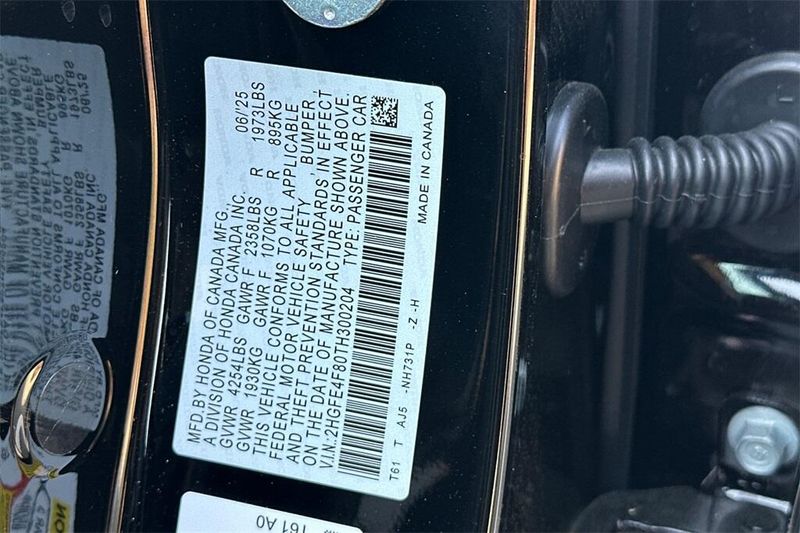 MFD.BY HONDA OF CANADA MFG. 06/25
A DIVISION OF HONDA CANADA INC.
GVWR 4254LBS GAWR F 2358LBS R 1973LBS
GVWR 1930KG GAWR F 1070KG R 895KG
THIS VEHICLE CONFORMS TO ALL APPLICABLE
FEDERAL MOTOR VEHICLE SAFETY, BUMPER,
AND THEFT PREVENTION STANDARDS IN EFFECT
ON THE DATE OF MANUFACTURE SHOWN ABOVE.
V.I.N.:2HGFE4F80TH300204 TYPE: PASSENGER CAR
T61 T AJ5 -NH731P -Z -H
MADE IN CANADA
T61 A0